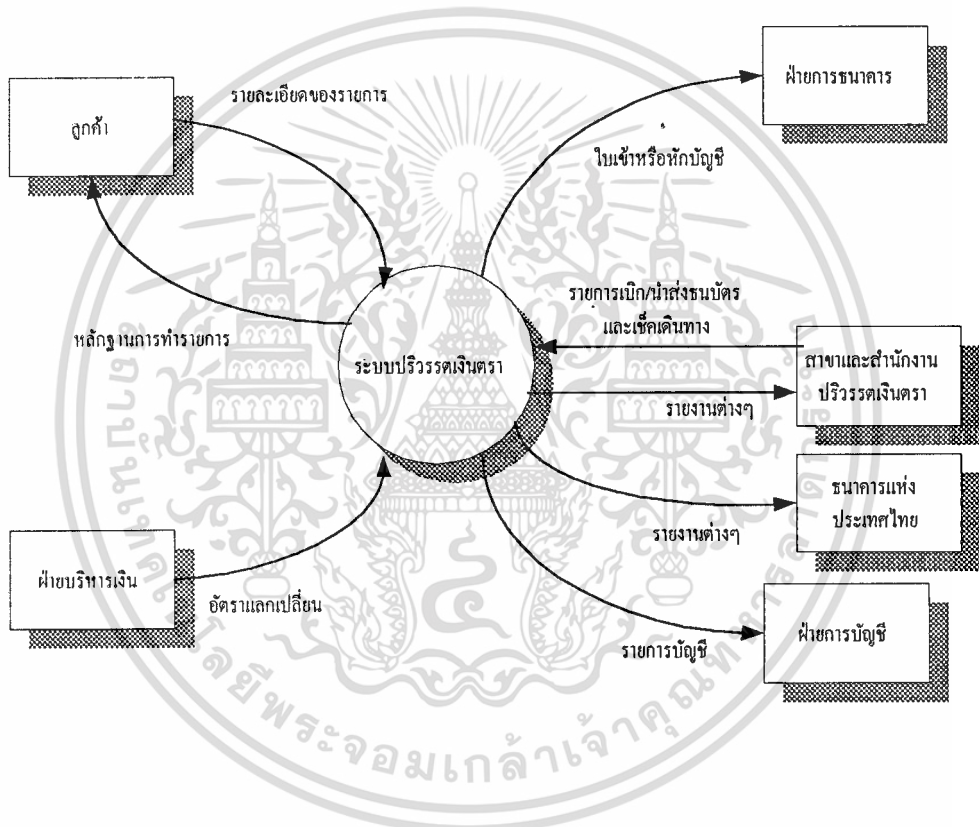 ลูกค้า
รายละเอียดของรายการ
ฝ่ายการธนาคาร
ใบเข้าหรือหักบัญชี
หลักฐานการทำรายการ
ระบบปริวรรตเงินตรา
รายการเบิก/นำส่งธนบัตร
และเช็คเดินทาง
สาขาและสำนักงาน
ปริวรรตเงินตรา
รายงานต่างๆ
ธนาคารแห่ง
ประเทศไทย
รายงานต่างๆ
ฝ่ายบริหารเงิน
อัตราแลกเปลี่ยน
ฝ่ายการบัญชี
รายการบัญชี